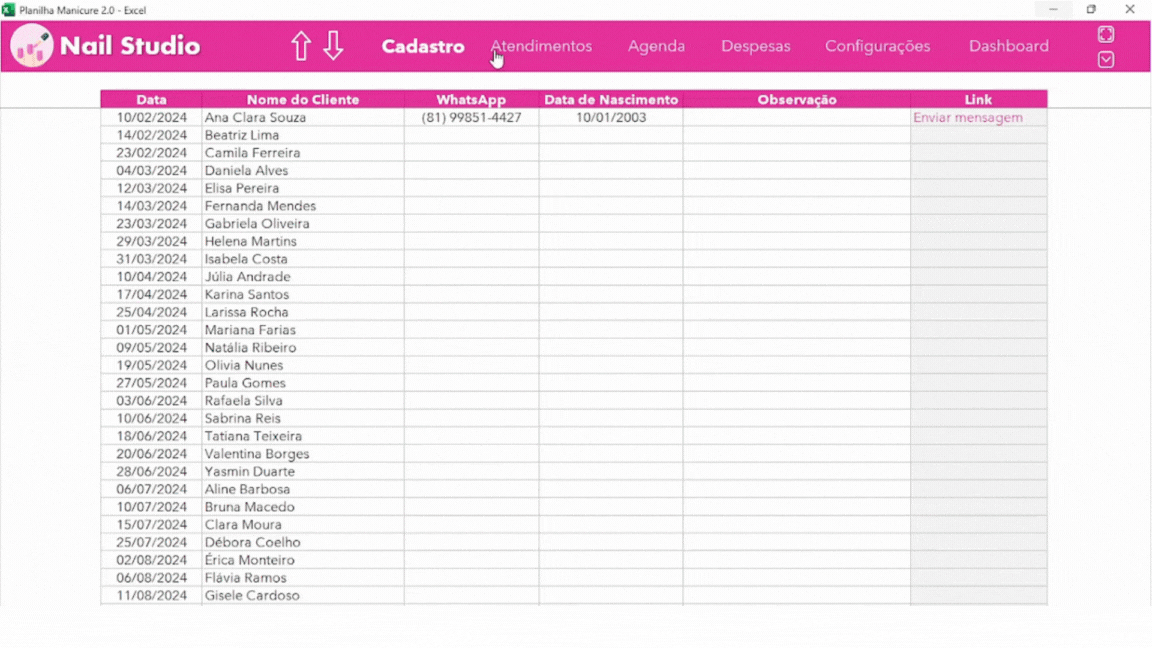 Planilha Manicure 2.0 - Excel
Nail Studio Cadastro Atendimentos Agenda Despesas Configurações Dashboard
Data Nome do Cliente WhatsApp Data de Nascimento Observação Link
10/02/2024 Ana Clara Souza (81) 99851-4427 10/01/2003 Enviar mensagem
14/02/2024 Beatriz Lima
23/02/2024 Camila Ferreira
04/03/2024 Daniela Alves
12/03/2024 Elisa Pereira
14/03/2024 Fernanda Mendes
23/03/2024 Gabriela Oliveira
29/03/2024 Helena Martins
31/03/2024 Isabela Costa
10/04/2024 Júlia Andrade
17/04/2024 Karina Santos
25/04/2024 Larissa Rocha
01/05/2024 Mariana Farias
09/05/2024 Natália Ribeiro
19/05/2024 Olivia Nunes
27/05/2024 Paula Gomes
03/06/2024 Rafaela Silva
10/06/2024 Sabrina Reis
18/06/2024 Tatiana Teixeira
20/06/2024 Valentina Borges
28/06/2024 Yasmin Duarte
06/07/2024 Aline Barbosa
10/07/2024 Bruna Macedo
15/07/2024 Clara Moura
25/07/2024 Débora Coelho
02/08/2024 Érica Monteiro
06/08/2024 Flávia Ramos
11/08/2024 Gisele Cardoso